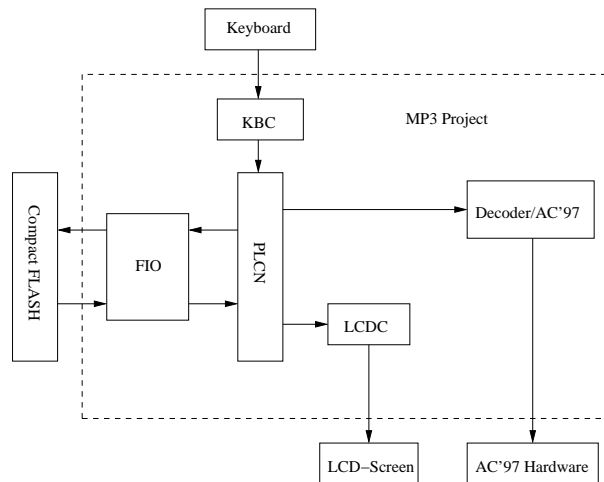 Keyboard
KBC
MP3 Project
Compact FLASH
FIO
PLCN
Decoder/AC'97
LCDC
LCD−Screen
AC'97 Hardware